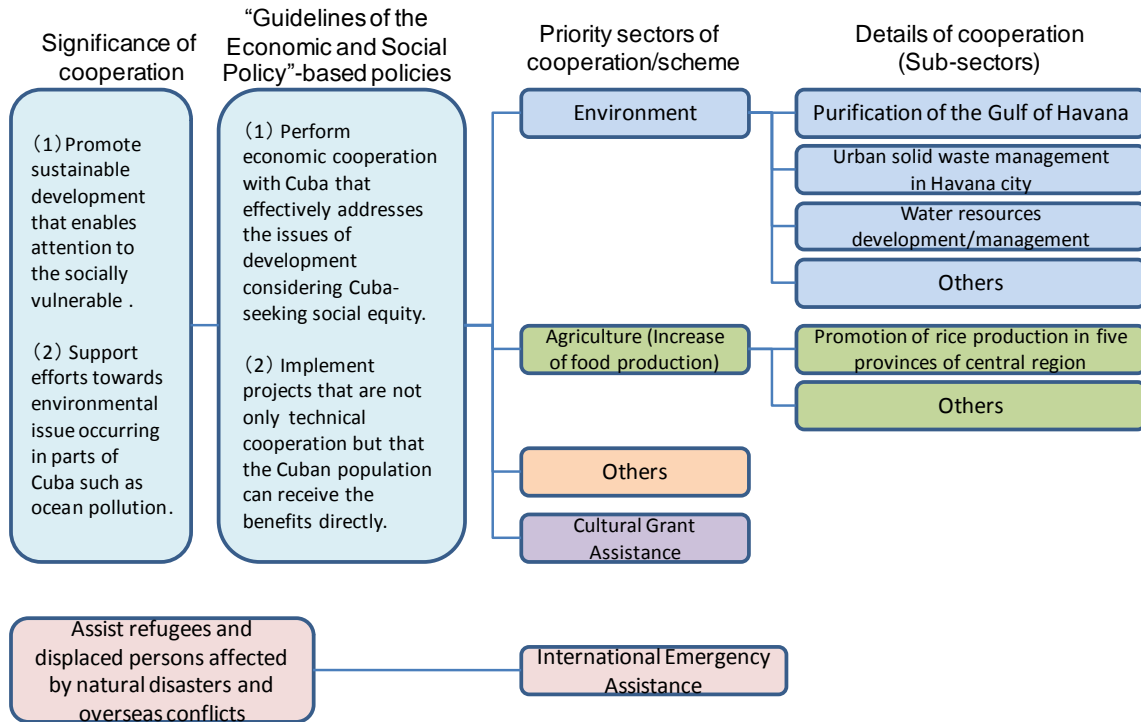 Significance of
cooperation
“Guidelines of the
Economic and Social
Policy”-based policies
Priority sectors of
cooperation/scheme
Details of cooperation
(Sub-sectors)
(1) Promote
sustainable
development
that enables
attention to
the socially
vulnerable .
(2) Support
efforts towards
environmental
issue occurring
in parts of
Cuba such as
ocean pollution.
(1) Perform
economic cooperation
with Cuba that
effectively addresses
the issues of
development
considering Cuba-
seeking social equity.
(2) Implement
projects that are not
only technical
cooperation but that
the Cuban population
can receive the
benefits directly.
Environment
Purification of the Gulf of Havana
Urban solid waste management
in Havana city
Water resources
development/management
Others
Agriculture (Increase
of food production)
Promotion of rice production in five
provinces of central region
Others
Others
Cultural Grant
Assistance
Assist refugees and
displaced persons affected
by natural disasters and
overseas conflicts
International Emergency
Assistance